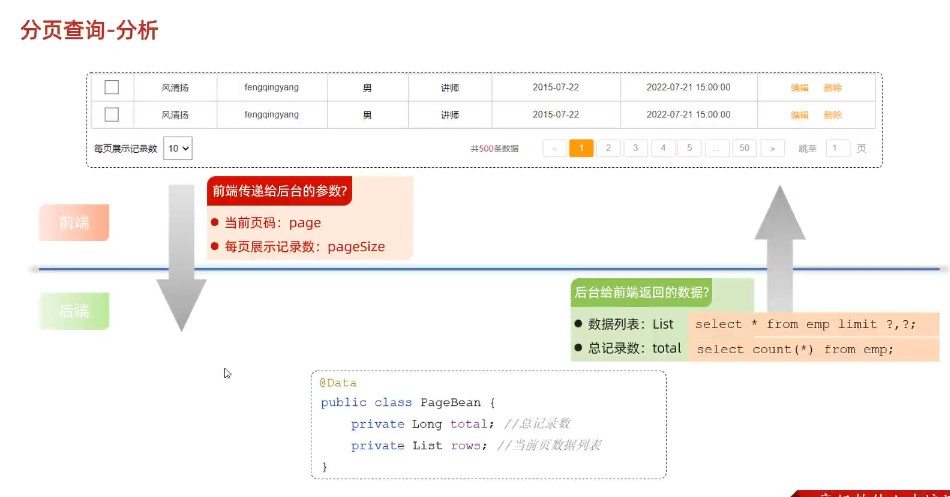 分页查询-分析
风清扬 fengqingyang 男 讲师 2015-07-22 2022-07-21 15:00:00 编辑 删除
风清扬 fengqingyang 男 讲师 2015-07-22 2022-07-21 15:00:00 编辑 删除
每页展示记录数 10 共500条数据 < 1 2 3 4 5 ... 50 > 跳至 1 页
前端传递给后台的参数?
前端
● 当前页码：page
● 每页展示记录数：pageSize
后台给前端返回的数据?
后端
● 数据列表：List select * from emp limit ?,?;
● 总记录数：total select count(*) from emp;
@Data
public class PageBean {
private Long total; //总记录数
private List rows; //当前页数据列表
}